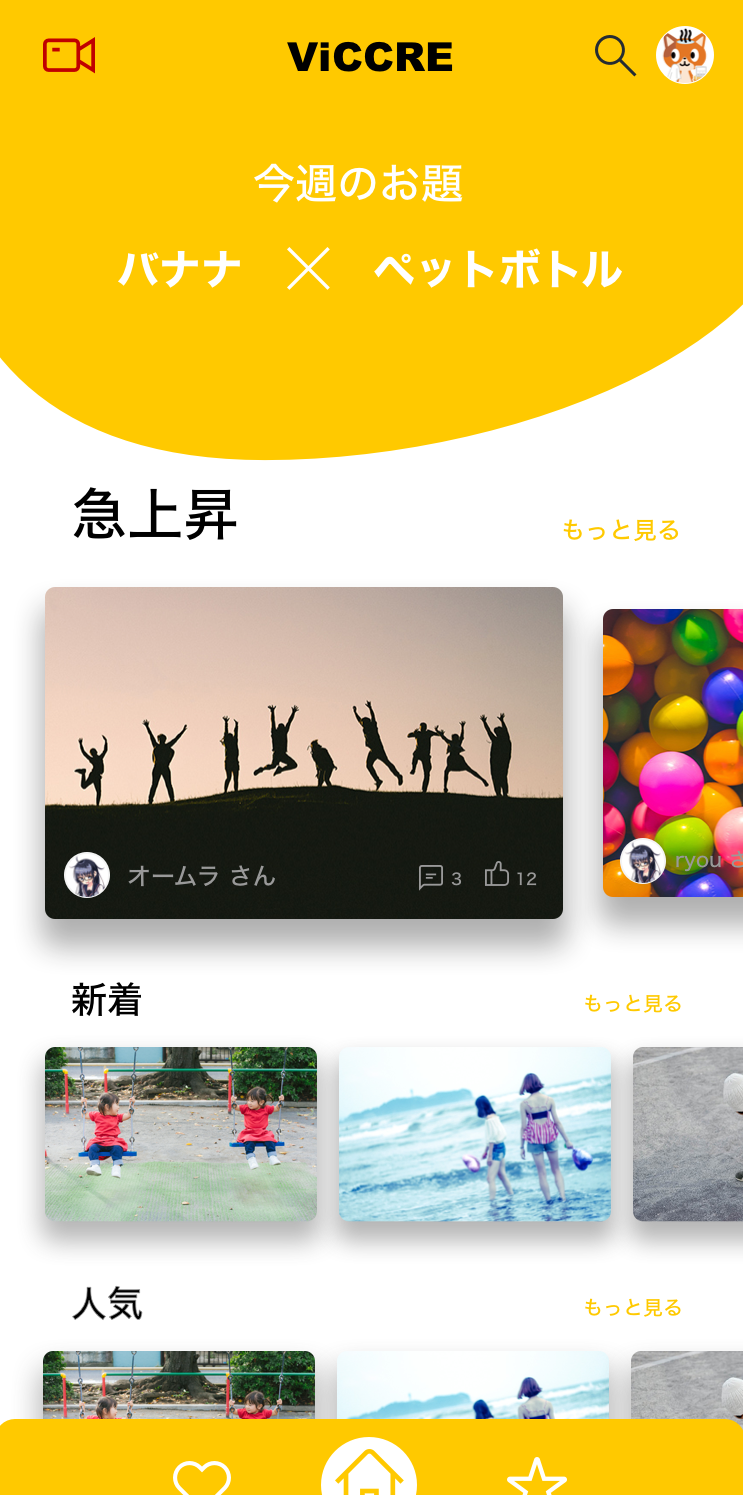 ViCCRE
今週のお題
バナナ × ペットボトル
急上昇 もっと見る
オームラ さん 3 12
ryou さ
新着 もっと見る
人気 もっと見る